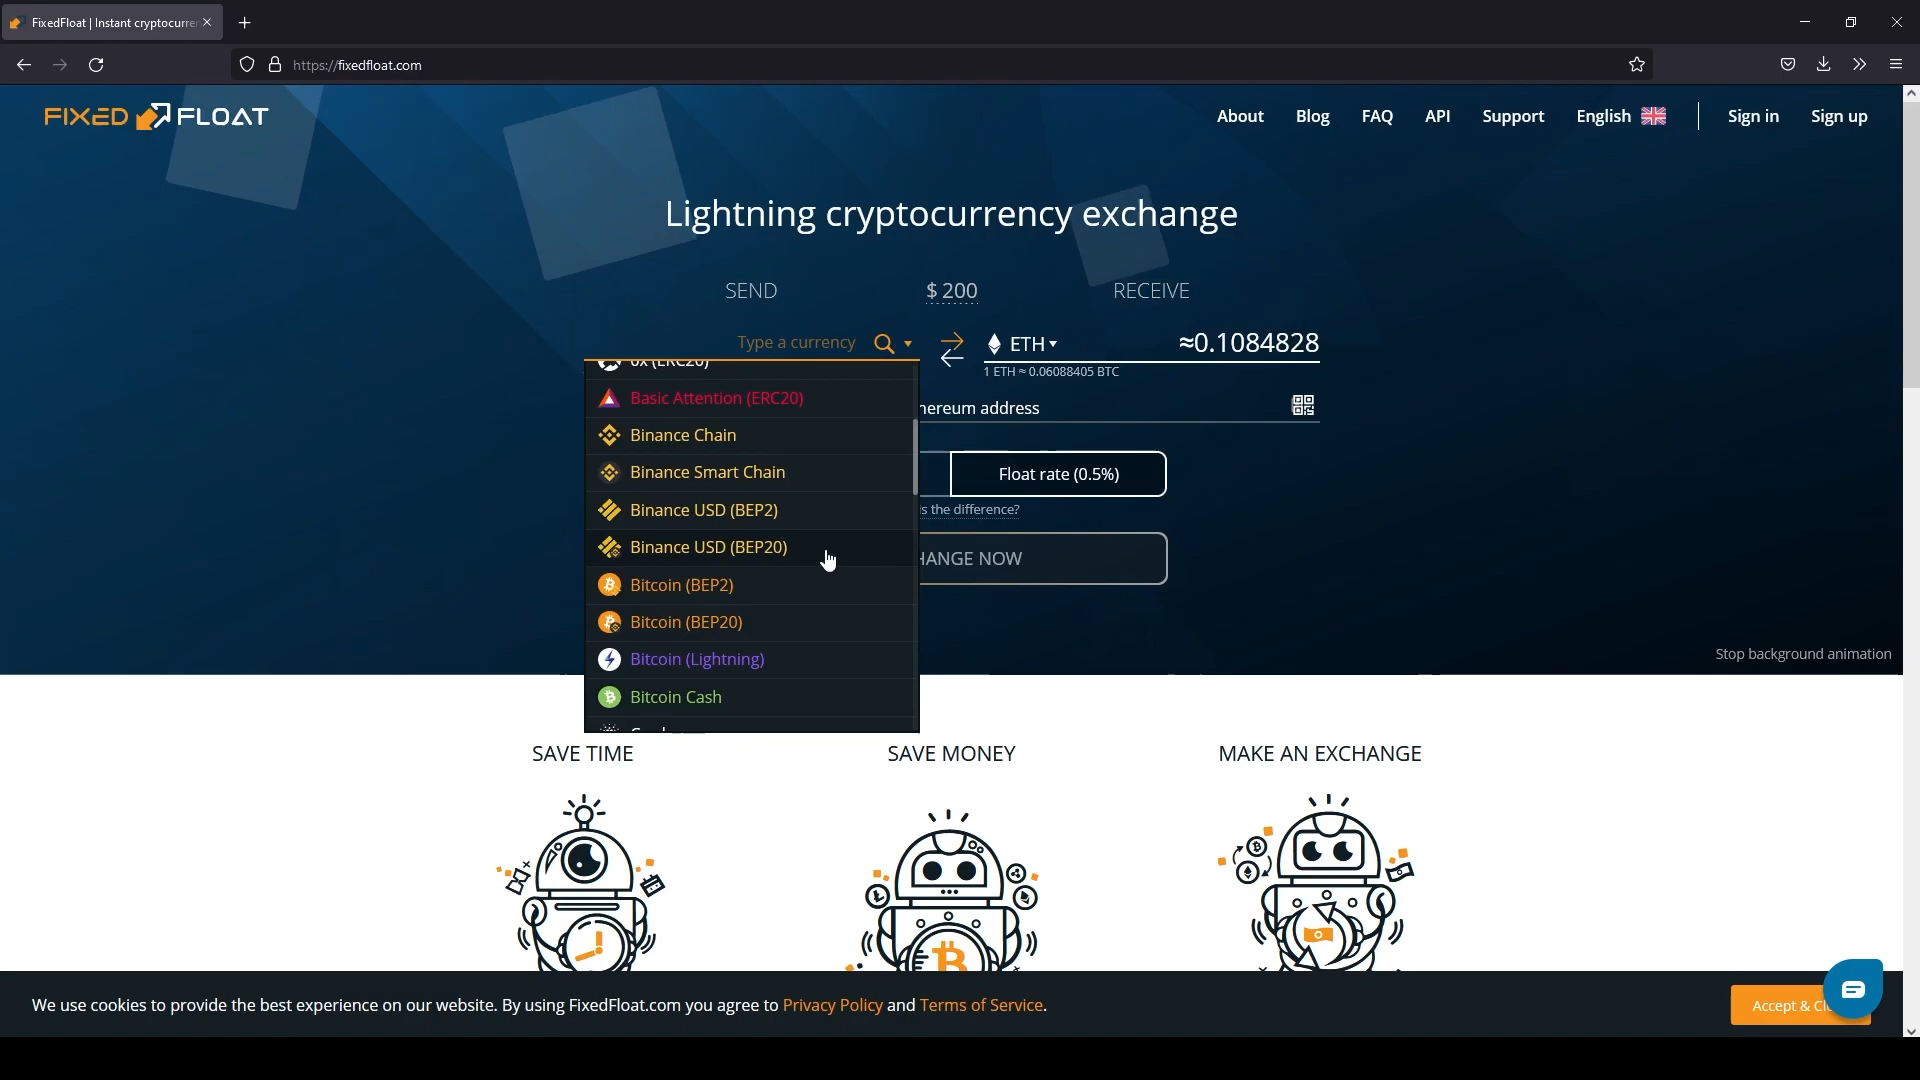 FixedFloat | Instant cryptocurren
https://fixedfloat.com
FIXED FLOAT
About
Blog
FAQ
API
Support
English
Sign in
Sign up
Lightning cryptocurrency exchange
SEND
$ 200
RECEIVE
Type a currency
ETH
≈0.1084828
1 ETH ≈ 0.06088405 BTC
0x (ERC20)
Basic Attention (ERC20)
hereum address
Binance Chain
Binance Smart Chain
Float rate (0.5%)
Binance USD (BEP2)
is the difference?
Binance USD (BEP20)
HANGE NOW
Bitcoin (BEP2)
Bitcoin (BEP20)
Bitcoin (Lightning)
Stop background animation
Bitcoin Cash
SAVE TIME
SAVE MONEY
MAKE AN EXCHANGE
We use cookies to provide the best experience on our website. By using FixedFloat.com you agree to Privacy Policy and Terms of Service.
Accept & Cl